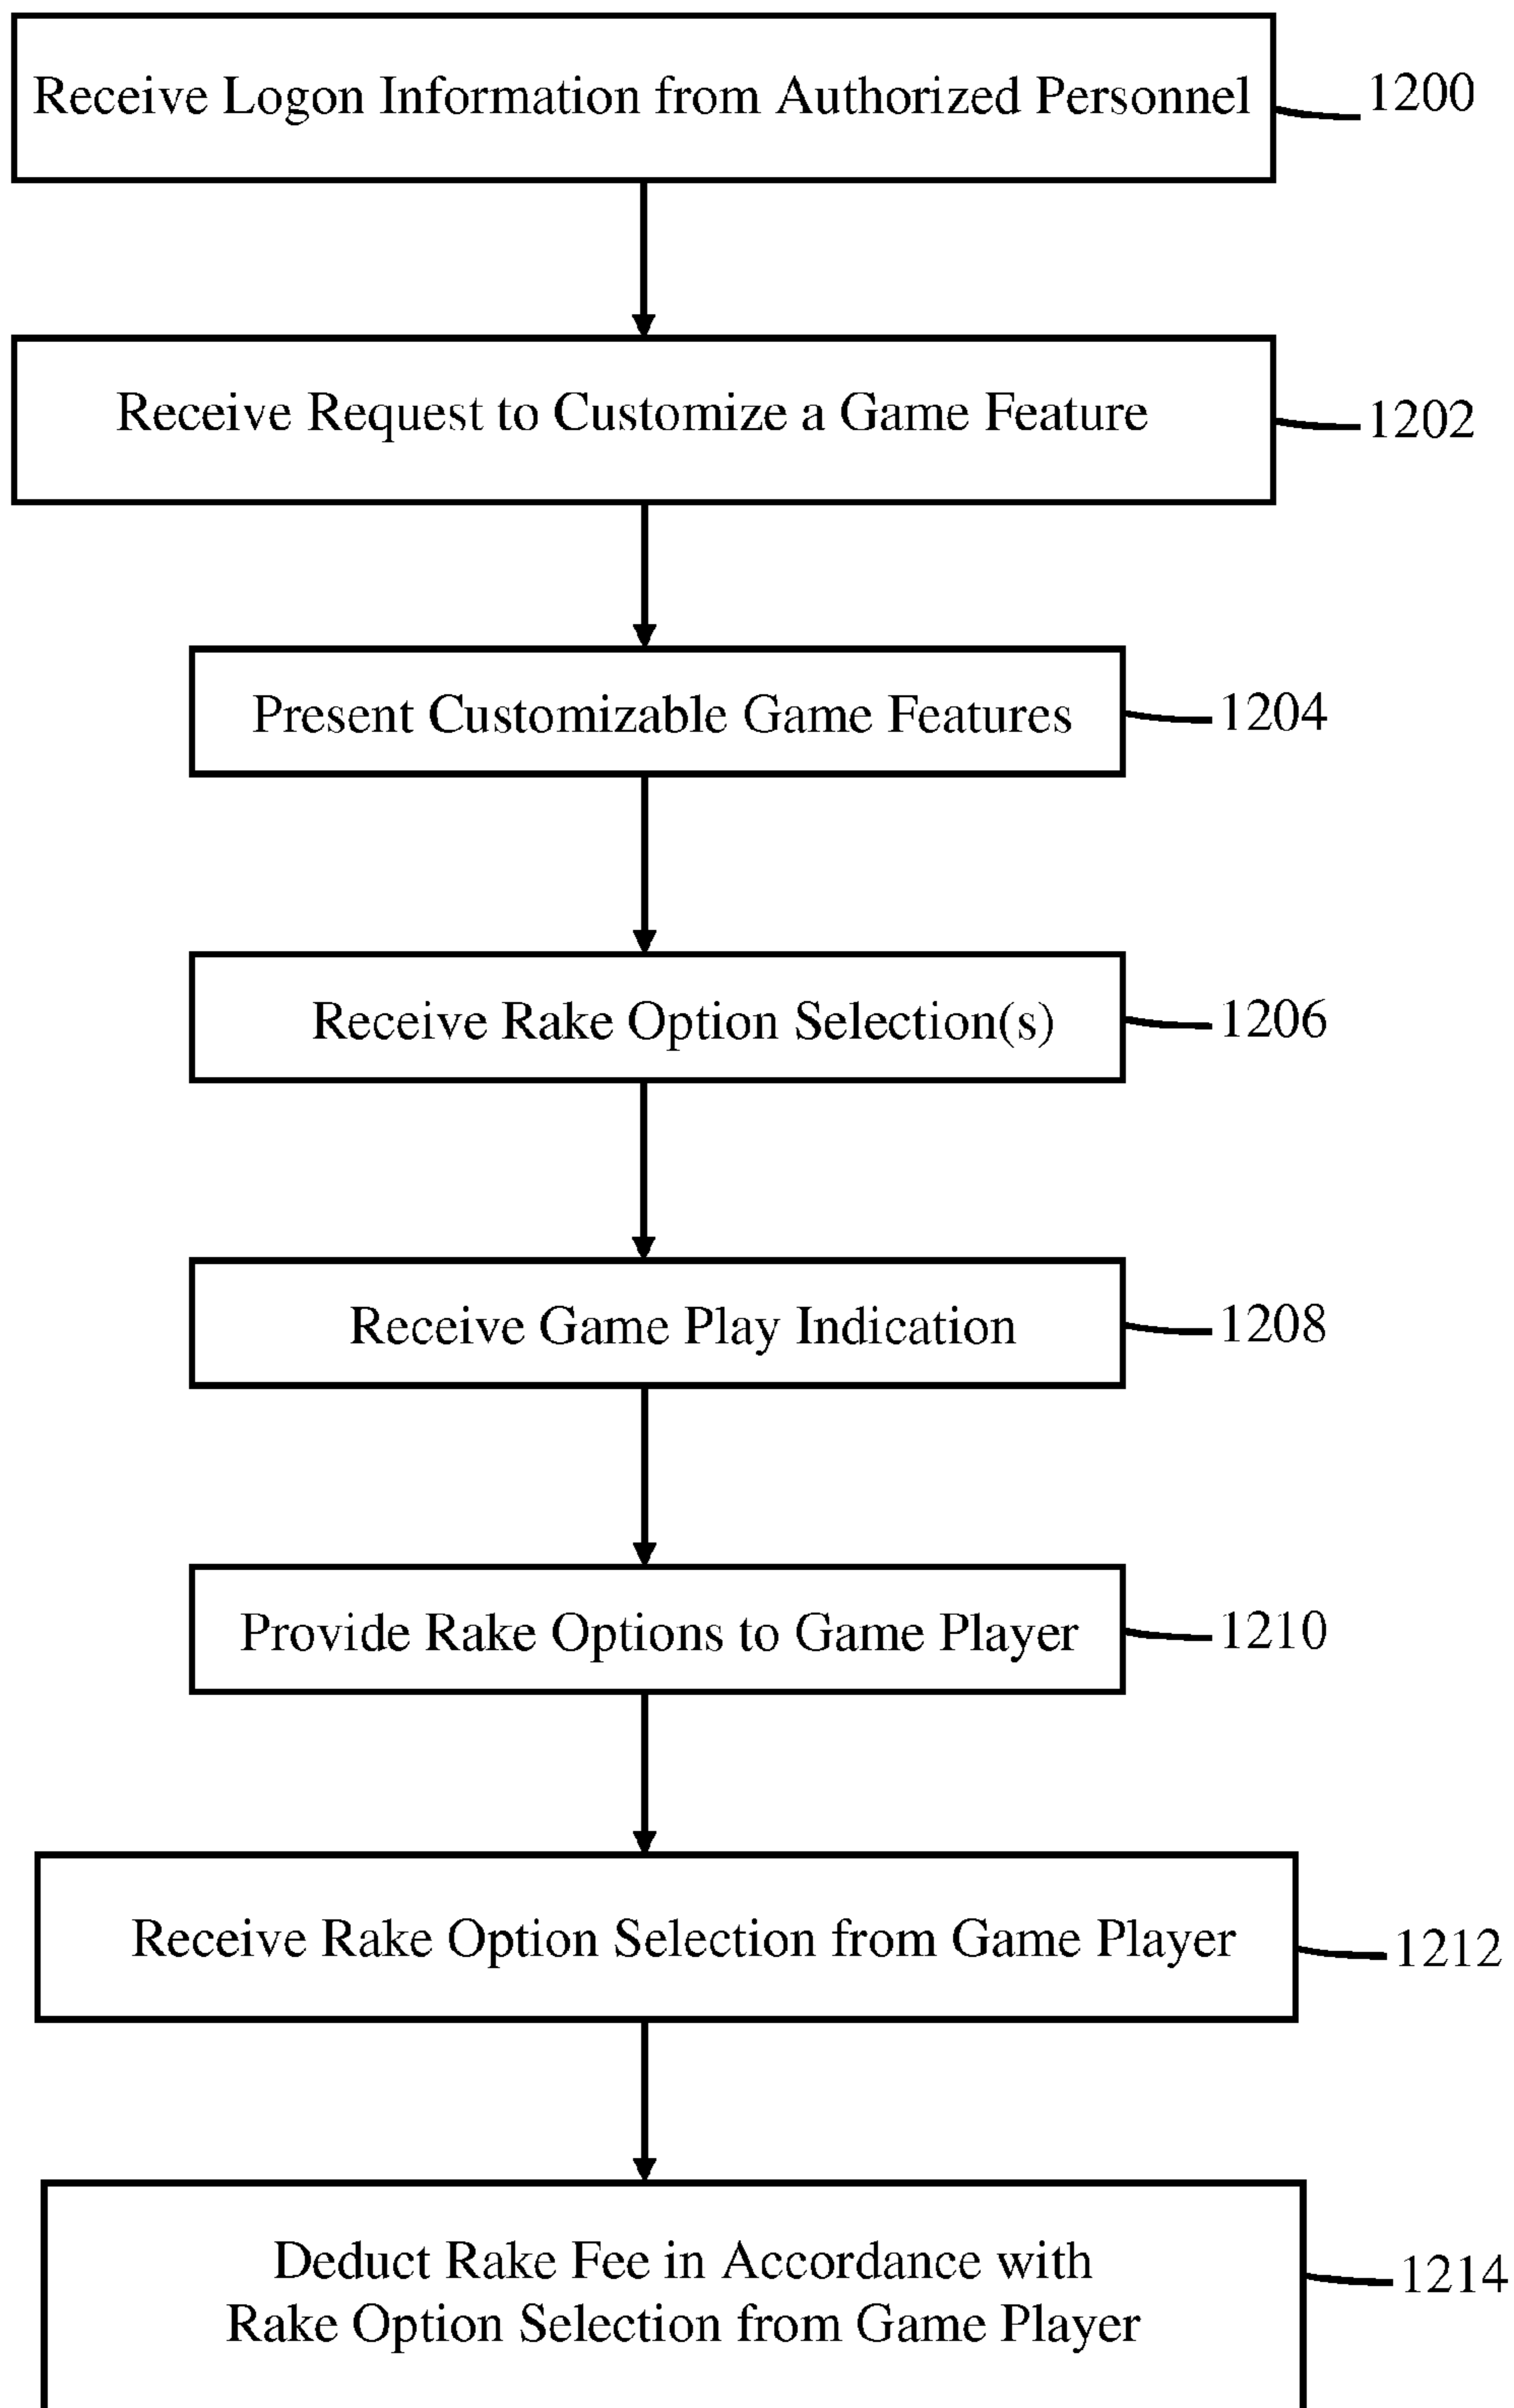 Receive Logon Information from Authorized Personnel
1200
Receive Request to Customize a Game Feature
1202
Present Customizable Game Features
1204
Receive Rake Option Selection(s)
1206
Receive Game Play Indication
1208
Provide Rake Options to Game Player
1210
Receive Rake Option Selection from Game Player
1212
Deduct Rake Fee in Accordance with
Rake Option Selection from Game Player
1214